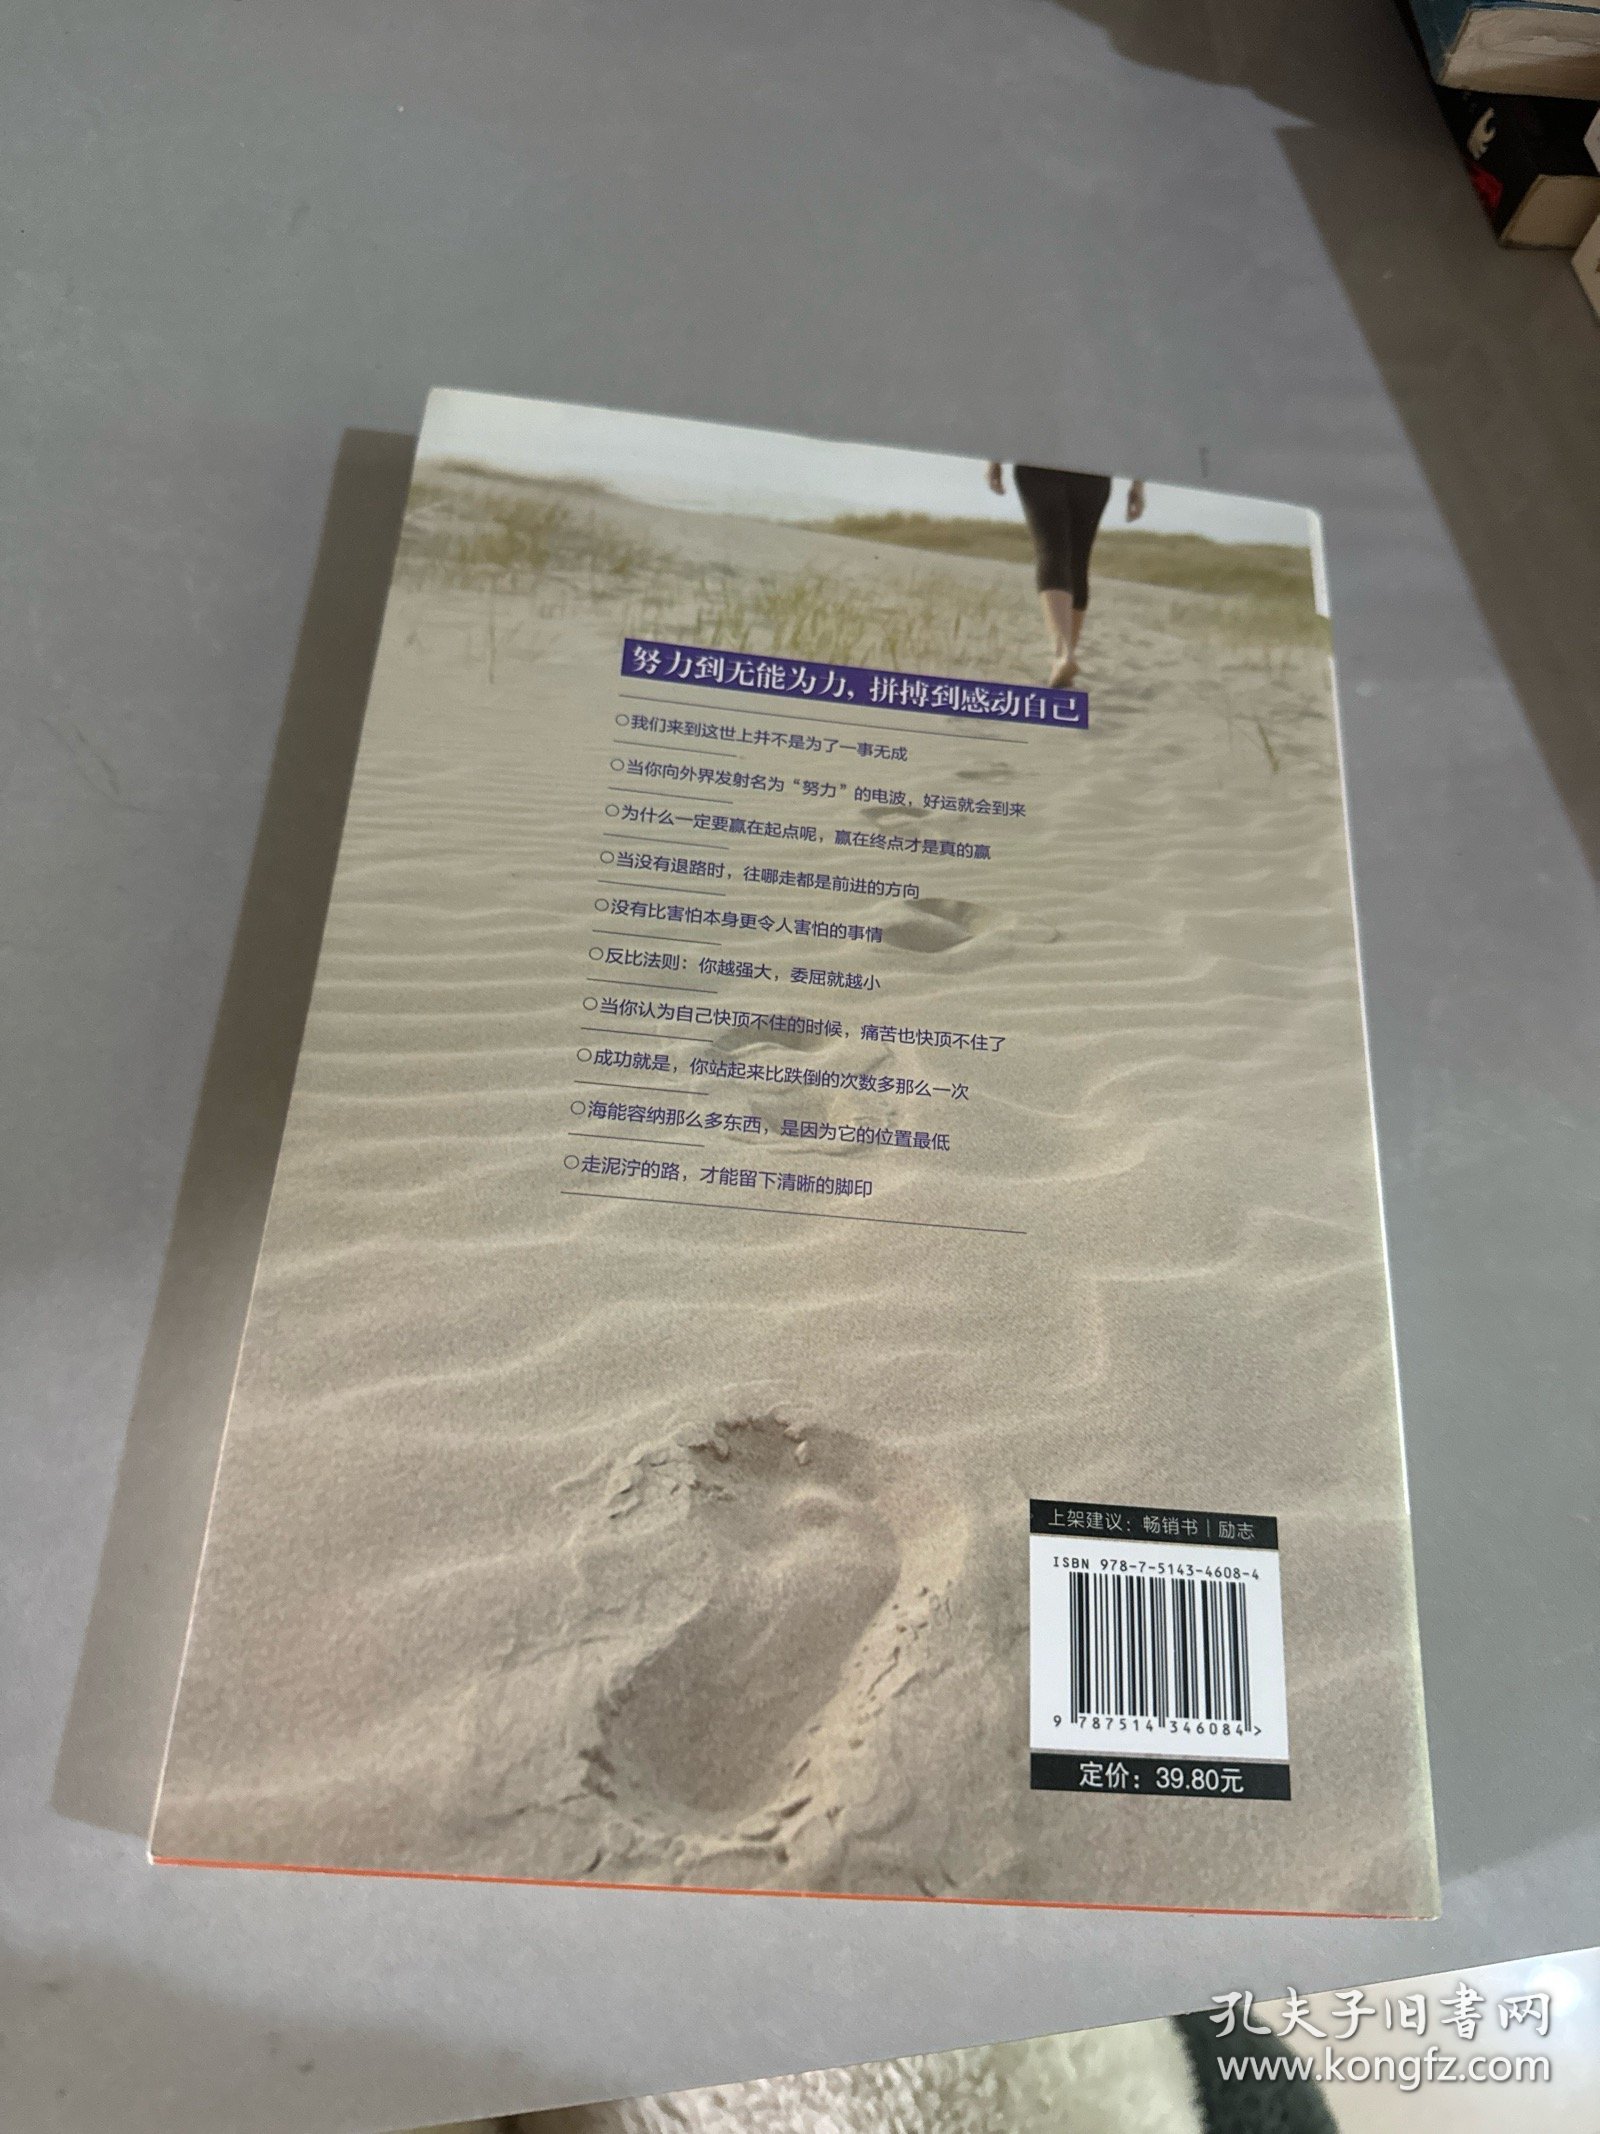 努力到无能为力，拼搏到感动自己
○我们来到这世上并不是为了一事无成
○当你向外界发射名为“努力”的电波，好运就会到来
○为什么一定要赢在起点呢，赢在终点才是真的赢
○当没有退路时，往哪走都是前进的方向
○没有比害怕本身更令人害怕的事情
○反比法则：你越强大，委屈就越小
○当你认为自己快顶不住的时候，痛苦也快顶不住了
○成功就是，你站起来比跌倒的次数多那么一次
○海能容纳那么多东西，是因为它的位置最低
○走泥泞的路，才能留下清晰的脚印
上架建议：畅销书｜励志
ISBN 978-7-5143-4608-4
9 787514 346084>
定价：39.80元
孔夫子旧书网
www.kongfz.com